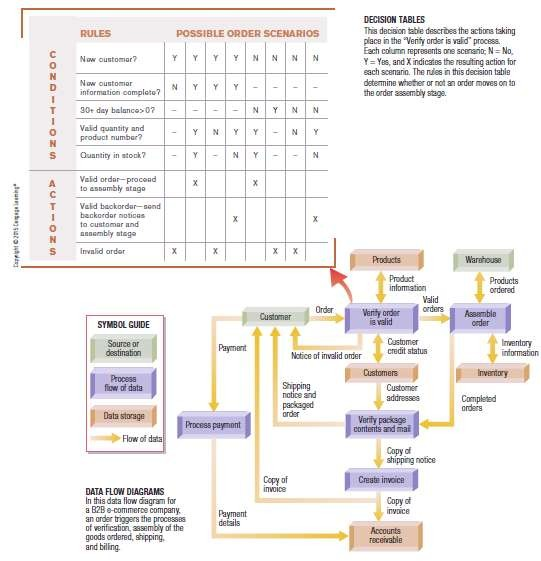 RULES
POSSIBLE ORDER SCENARIOS
CONDITIONS
New customer? Y Y Y Y N N N N
New customer
information complete? N Y Y Y – – – –
30+ day balance>0? – – – – N Y N N
Valid quantity and
product number? – Y N Y Y – N Y
Quantity in stock? – Y – N Y – – N
ACTIONS
Valid order—proceed
to assembly stage X X
Valid backorder—send
backorder notices
to customer and
assembly stage X X
Invalid order X X X X
Copyright © 2015 Cengage Learning®
DECISION TABLES
This decision table describes the actions taking
place in the “Verify order is valid” process.
Each column represents one scenario; N = No,
Y = Yes, and X indicates the resulting action for
each scenario. The rules in this decision table
determine whether or not an order moves on to
the order assembly stage.
Products
Warehouse
Product
information
Products
ordered
Customer
Order
Verify order
is valid
Valid
orders
Assemble
order
Payment
Notice of invalid order
Customer
credit status
Inventory
information
Customers
Inventory
Shipping
notice and
packaged
order
Customer
addresses
Completed
orders
Process payment
Verify package
contents and mail
Copy of
shipping notice
Copy of
invoice
Create invoice
Copy of
invoice
Payment
details
Accounts
receivable
SYMBOL GUIDE
Source or
destination
Process
flow of data
Data storage
Flow of data
DATA FLOW DIAGRAMS
In this data flow diagram for
a B2B e-commerce company,
an order triggers the processes
of verification, assembly of the
goods ordered, shipping,
and billing.